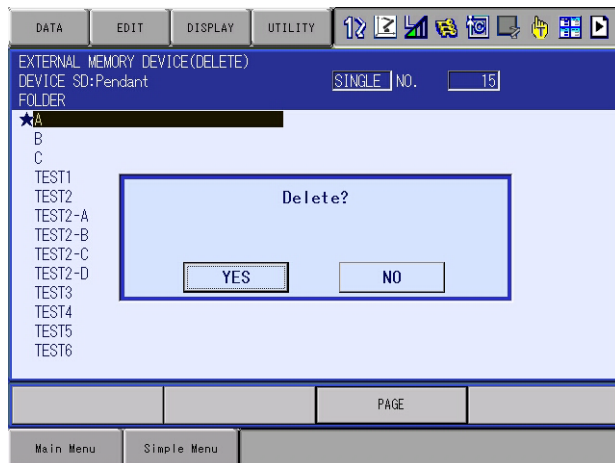 DATA EDIT DISPLAY UTILITY
EXTERNAL MEMORY DEVICE(DELETE)
DEVICE SD:Pendant SINGLE NO. 15
FOLDER
★A
B
C
TEST1
TEST2
TEST2-A
TEST2-B
TEST2-C
TEST2-D
TEST3
TEST4
TEST5
TEST6
Delete?
YES NO
PAGE
Main Menu Simple Menu